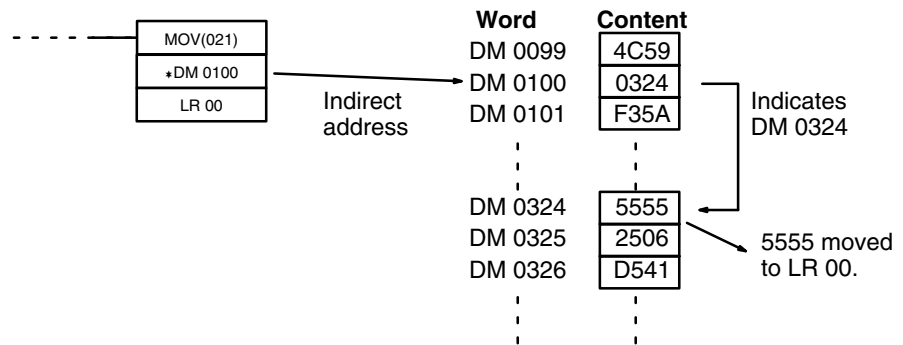 MOV(021)
*DM 0100
LR 00
Indirect
address
Word Content
DM 0099 4C59
DM 0100 0324
DM 0101 F35A
Indicates
DM 0324
DM 0324 5555
DM 0325 2506
DM 0326 D541
5555 moved
to LR 00.